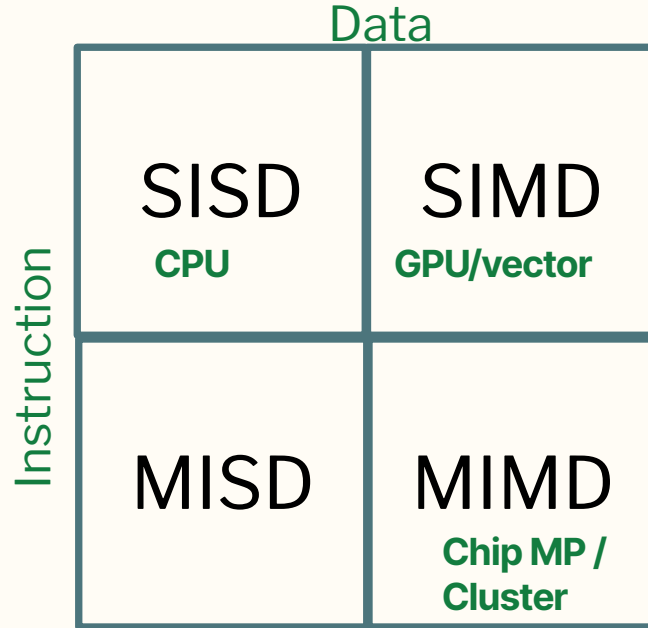 Data
SISD
CPU
SIMD
GPU/vector
Instruction
MISD
MIMD
Chip MP /
Cluster